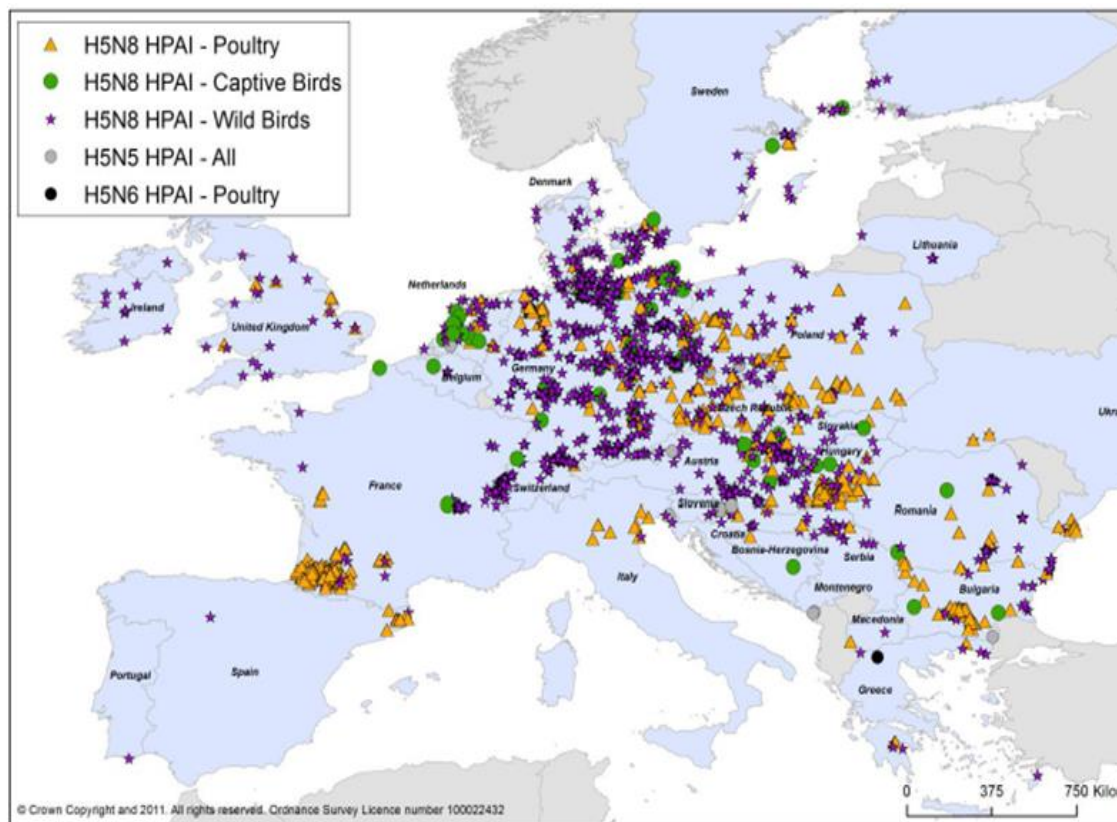 H5N8 HPAI - Poultry
H5N8 HPAI - Captive Birds
H5N8 HPAI - Wild Birds
H5N5 HPAI - All
H5N6 HPAI - Poultry
Sweden
Denmark
Lithuania
Netherlands
Ireland
United Kingdom
Poland
Belgium
Germany
Czech Republic
Ukr
Slovakia
Hungary
Austria
France
Switzerland
Slovenia
Romania
Croatia
Bosnia-Herzegovina
Serbia
Italy
Montenegro
Bulgaria
Macedonia
Portugal
Spain
Greece
0 375 750 Kilo
© Crown Copyright and 2011. All rights reserved. Ordnance Survey Licence number 100022432